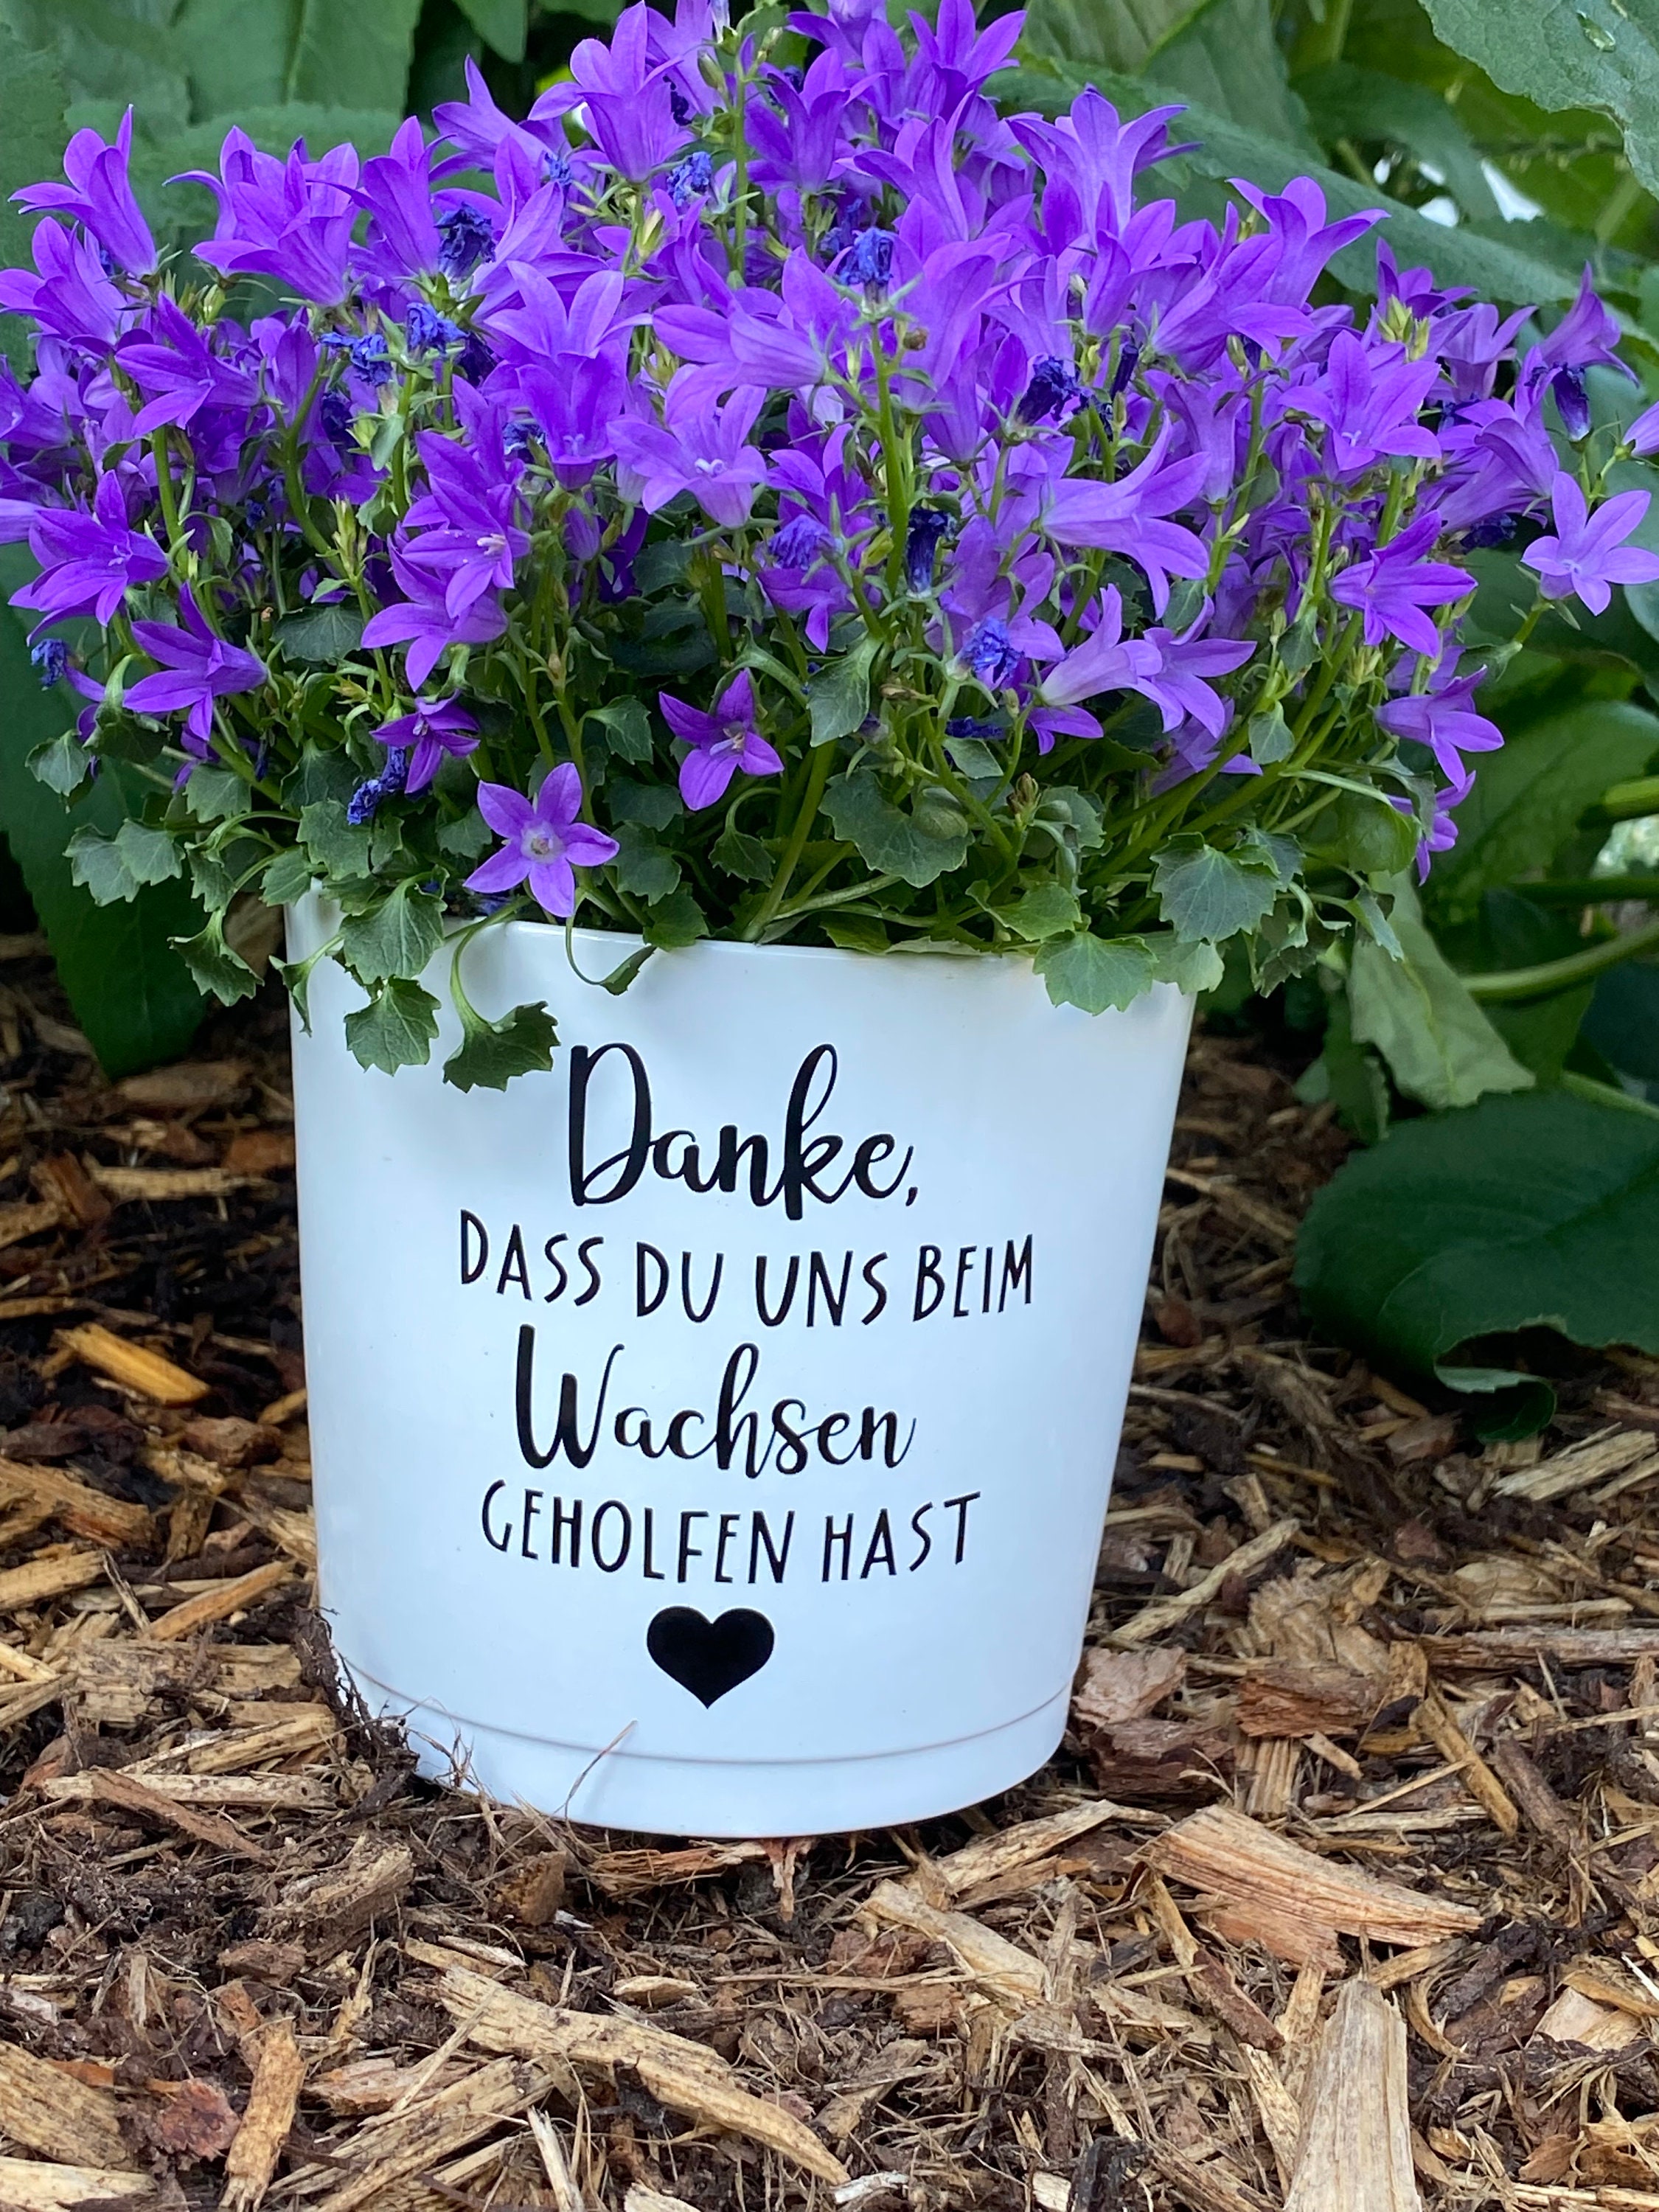 Danke,
DASS DU UNS BEIM
Wachsen
GEHOLFEN HAST